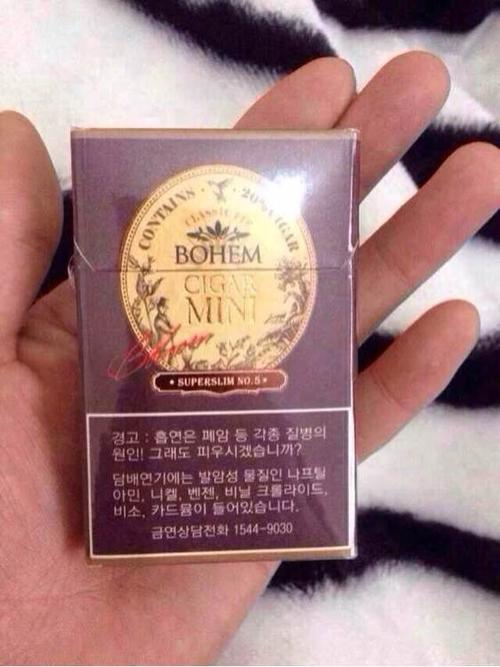 CONTAINS 20% CIGAR
CLASSIC
BOHEM
CIGAR
MINI
Bohem
• SUPERSLIM NO.5 •
경고 : 흡연은 폐암 등 각종 질병의
원인! 그래도 피우시겠습니까?
담배연기에는 발암성 물질인 나프틸
아민, 니켈, 벤젠, 비닐 크롤라이드,
비소, 카드뮴이 들어있습니다.
금연상담전화 1544-9030